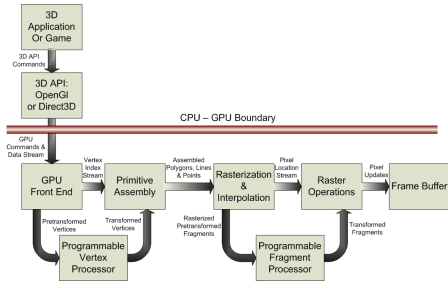 3D
Application
Or Game
3D API
Commands
3D API:
OpenGl
or Direct3D
CPU – GPU Boundary
GPU
Commands &
Data Stream
Vertex
Index
Stream
Assembled
Polygons, Lines
& Points
Pixel
Location
Stream
Pixel
Updates
GPU
Front End
Primitive
Assembly
Rasterization
&
Interpolation
Raster
Operations
Frame Buffer
Pretransformed
Vertices
Transformed
Vertices
Rasterized
Pretransformed
Fragments
Transformed
Fragments
Programmable
Vertex
Processor
Programmable
Fragment
Processor